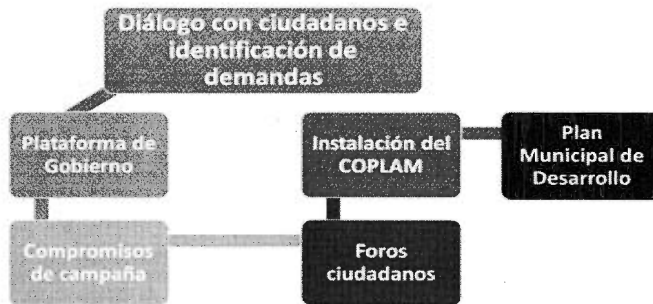 Diálogo con ciudadanos e
identificación de
demandas
Plataforma de
Gobierno
Compromisos
de campaña
Foros
ciudadanos
Instalación del
COPLAM
Plan
Municipal de
Desarrollo